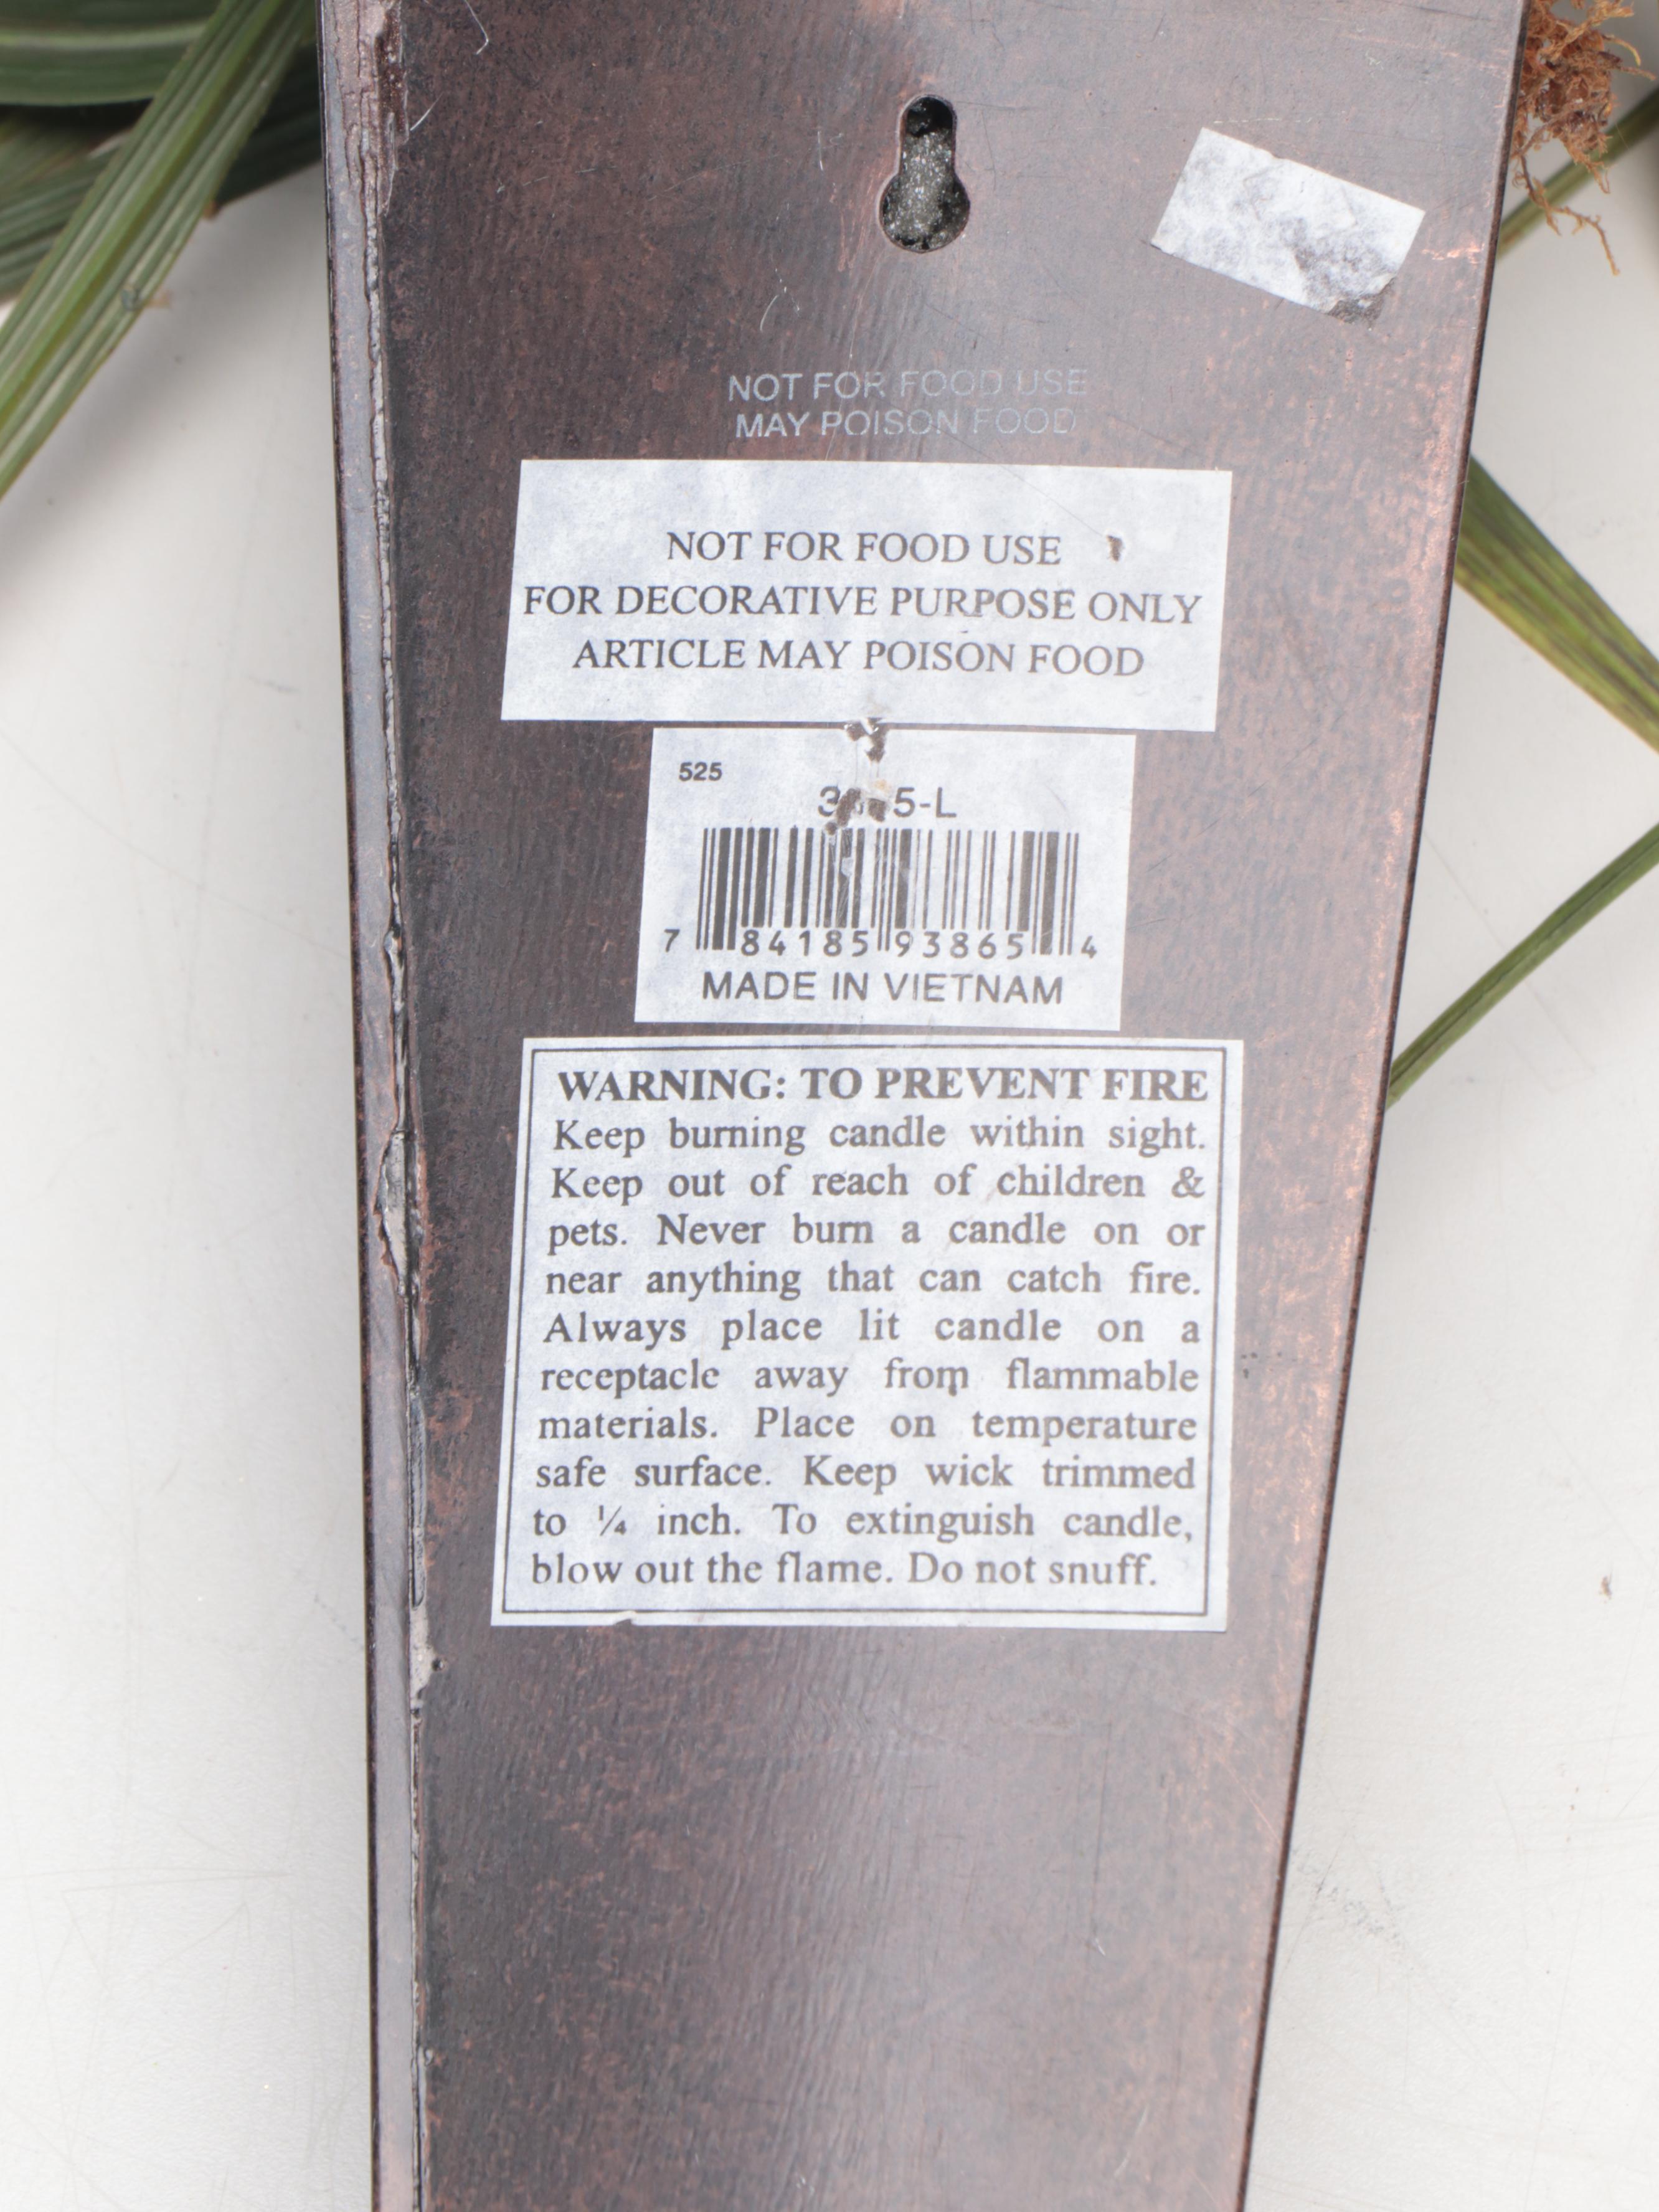 NOT FOR FOOD USE
MAY POISON FOOD
NOT FOR FOOD USE
FOR DECORATIVE PURPOSE ONLY
ARTICLE MAY POISON FOOD
525
7 84185 93865 4
MADE IN VIETNAM
WARNING: TO PREVENT FIRE
Keep burning candle within sight.
Keep out of reach of children &
pets. Never burn a candle on or
near anything that can catch fire.
Always place lit candle on a
receptacle away from flammable
materials. Place on temperature
safe surface. Keep wick trimmed
to ¼ inch. To extinguish candle,
blow out the flame. Do not snuff.